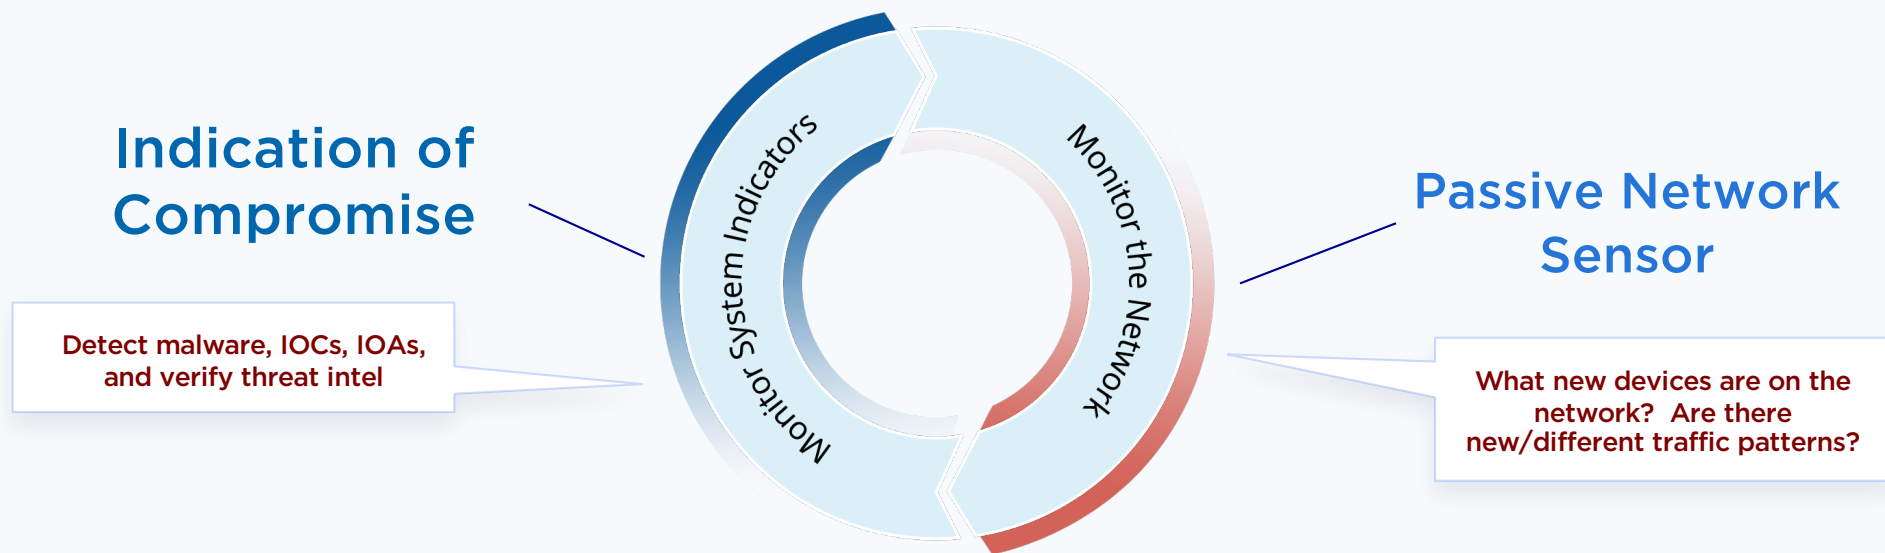 Indication of
Compromise
Detect malware, IOCs, IOAs,
and verify threat intel
Monitor System Indicators
Monitor the Network
Passive Network
Sensor
What new devices are on the
network?  Are there
new/different traffic patterns?